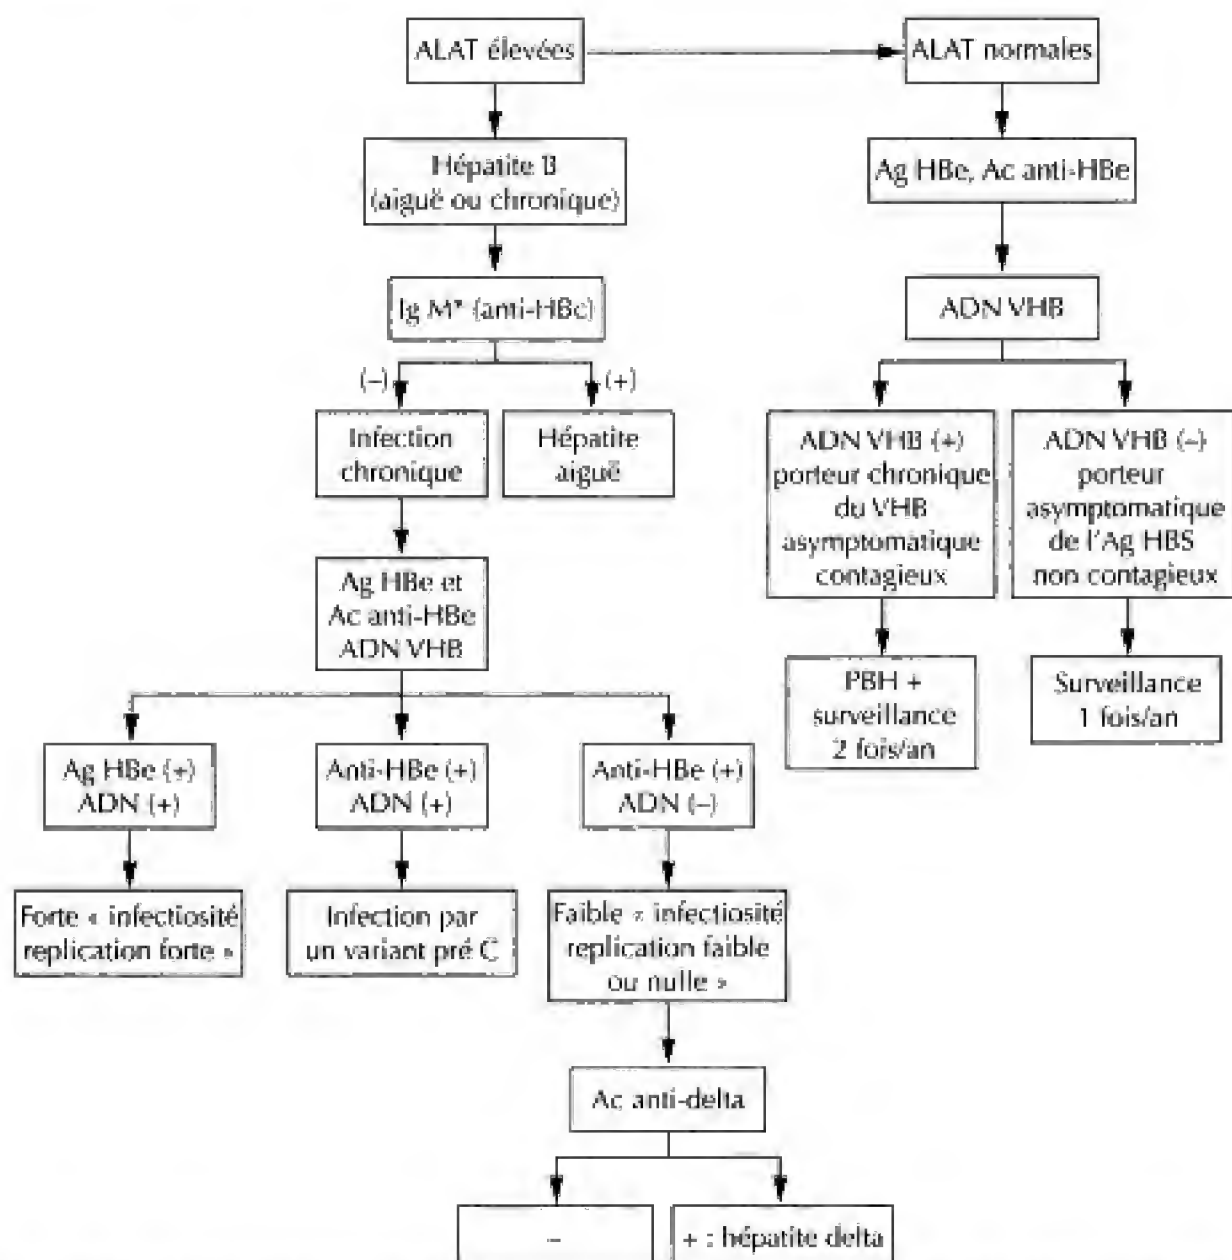 ALAT élevées
ALAT normales
Hépatite B
(aiguë ou chronique)
Ag HBe, Ac anti-HBe
Ig M* (anti-HBc)
ADN VHB
(–)
(+)
Infection
chronique
Hépatite
aiguë
ADN VHB (+)
porteur chronique
du VHB
asymptomatique
contagieux
ADN VHB (–)
porteur
asymptomatique
de l'Ag HBS
non contagieux
Ag HBe et
Ac anti-HBe
ADN VHB
PBH +
surveillance
2 fois/an
Surveillance
1 fois/an
Ag HBe (+)
ADN (+)
Anti-HBe (+)
ADN (+)
Anti-HBe (+)
ADN (–)
Forte « infectiosité
replication forte »
Infection par
un variant pré C
Faible « infectiosité
replication faible
ou nulle »
Ac anti-delta
–
+ : hépatite delta